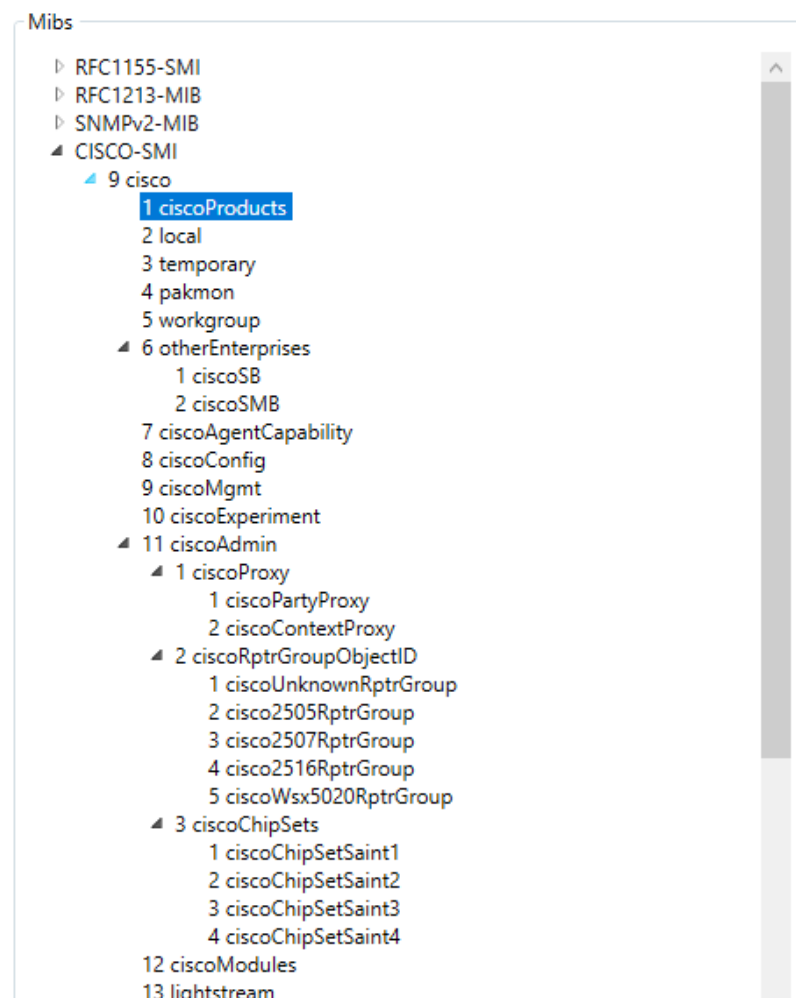 Mibs
RFC1155-SMI
RFC1213-MIB
SNMPv2-MIB
CISCO-SMI
9 cisco
1 ciscoProducts
2 local
3 temporary
4 pakmon
5 workgroup
6 otherEnterprises
1 ciscoSB
2 ciscoSMB
7 ciscoAgentCapability
8 ciscoConfig
9 ciscoMgmt
10 ciscoExperiment
11 ciscoAdmin
1 ciscoProxy
1 ciscoPartyProxy
2 ciscoContextProxy
2 ciscoRptrGroupObjectID
1 ciscoUnknownRptrGroup
2 cisco2505RptrGroup
3 cisco2507RptrGroup
4 cisco2516RptrGroup
5 ciscoWsx5020RptrGroup
3 ciscoChipSets
1 ciscoChipSetSaint1
2 ciscoChipSetSaint2
3 ciscoChipSetSaint3
4 ciscoChipSetSaint4
12 ciscoModules
13 lightstream